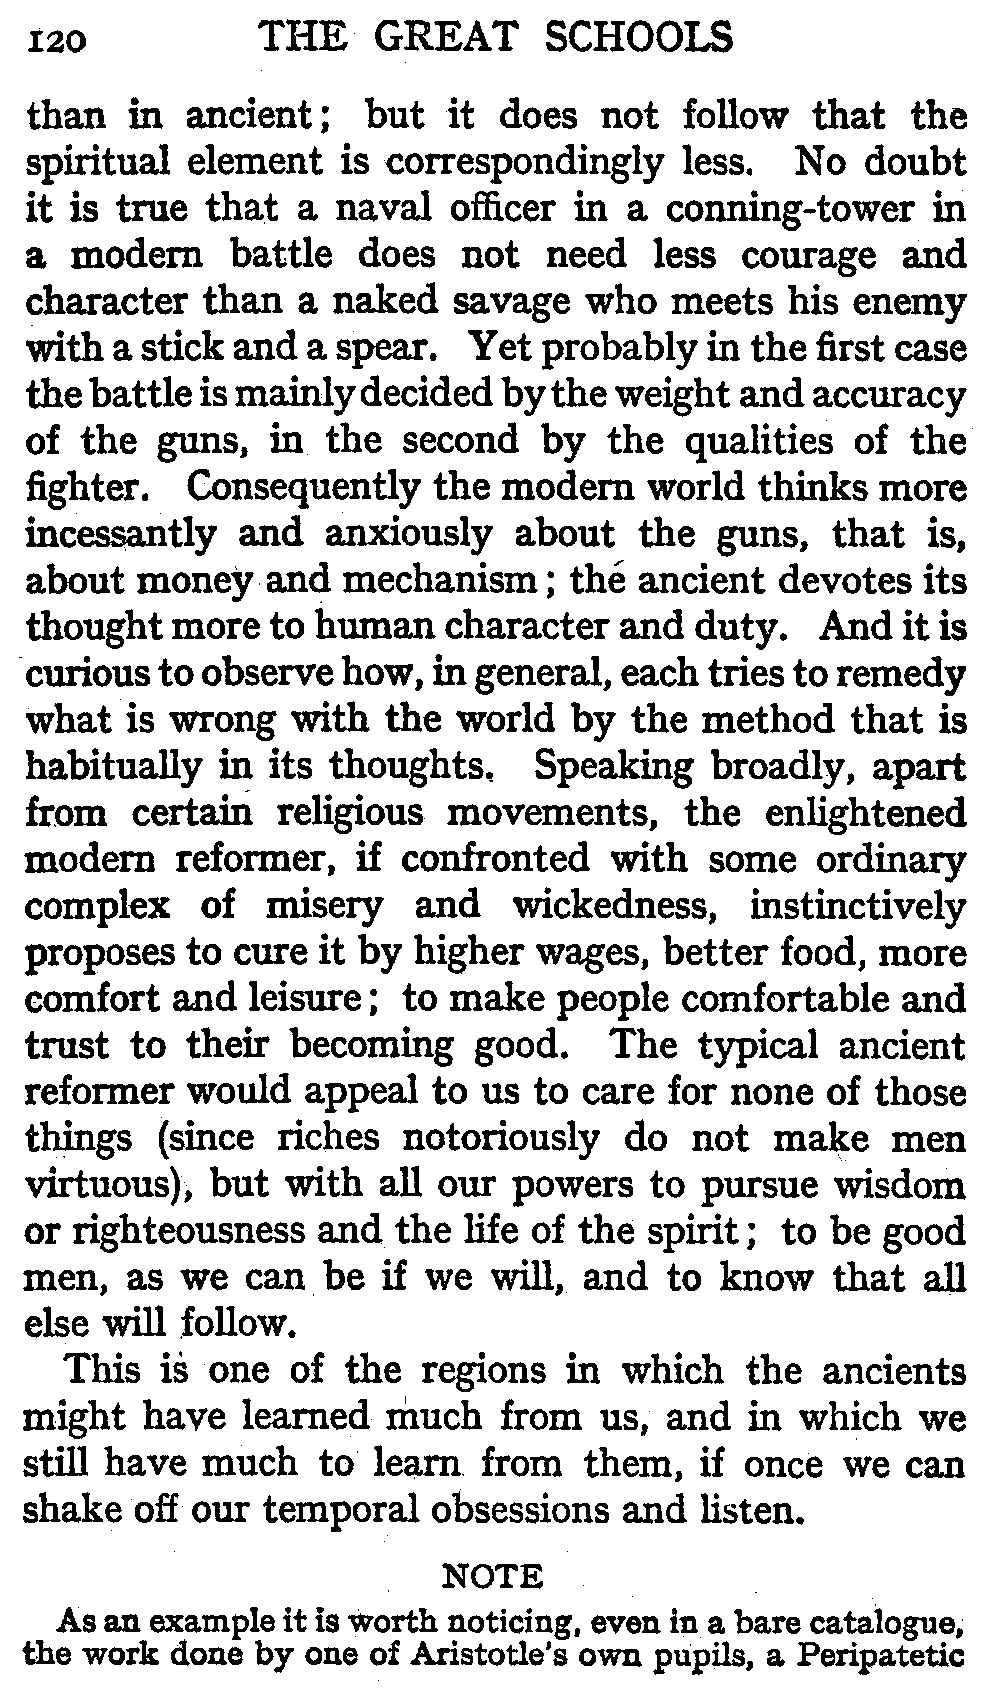 120 THE GREAT SCHOOLS
than in ancient; but it does not follow that the
spiritual element is correspondingly less. No doubt
it is true that a naval officer in a conning-tower in
a modern battle does not need less courage and
character than a naked savage who meets his enemy
with a stick and a spear. Yet probably in the first case
the battle is mainly decided by the weight and accuracy
of the guns, in the second by the qualities of the
fighter. Consequently the modern world thinks more
incessantly and anxiously about the guns, that is,
about money and mechanism; the ancient devotes its
thought more to human character and duty. And it is
curious to observe how, in general, each tries to remedy
what is wrong with the world by the method that is
habitually in its thoughts. Speaking broadly, apart
from certain religious movements, the enlightened
modern reformer, if confronted with some ordinary
complex of misery and wickedness, instinctively
proposes to cure it by higher wages, better food, more
comfort and leisure; to make people comfortable and
trust to their becoming good. The typical ancient
reformer would appeal to us to care for none of those
things (since riches notoriously do not make men
virtuous), but with all our powers to pursue wisdom
or righteousness and the life of the spirit; to be good
men, as we can be if we will, and to know that all
else will follow.
This is one of the regions in which the ancients
might have learned much from us, and in which we
still have much to learn from them, if once we can
shake off our temporal obsessions and listen.
NOTE
As an example it is worth noticing, even in a bare catalogue,
the work done by one of Aristotle's own pupils, a Peripatetic